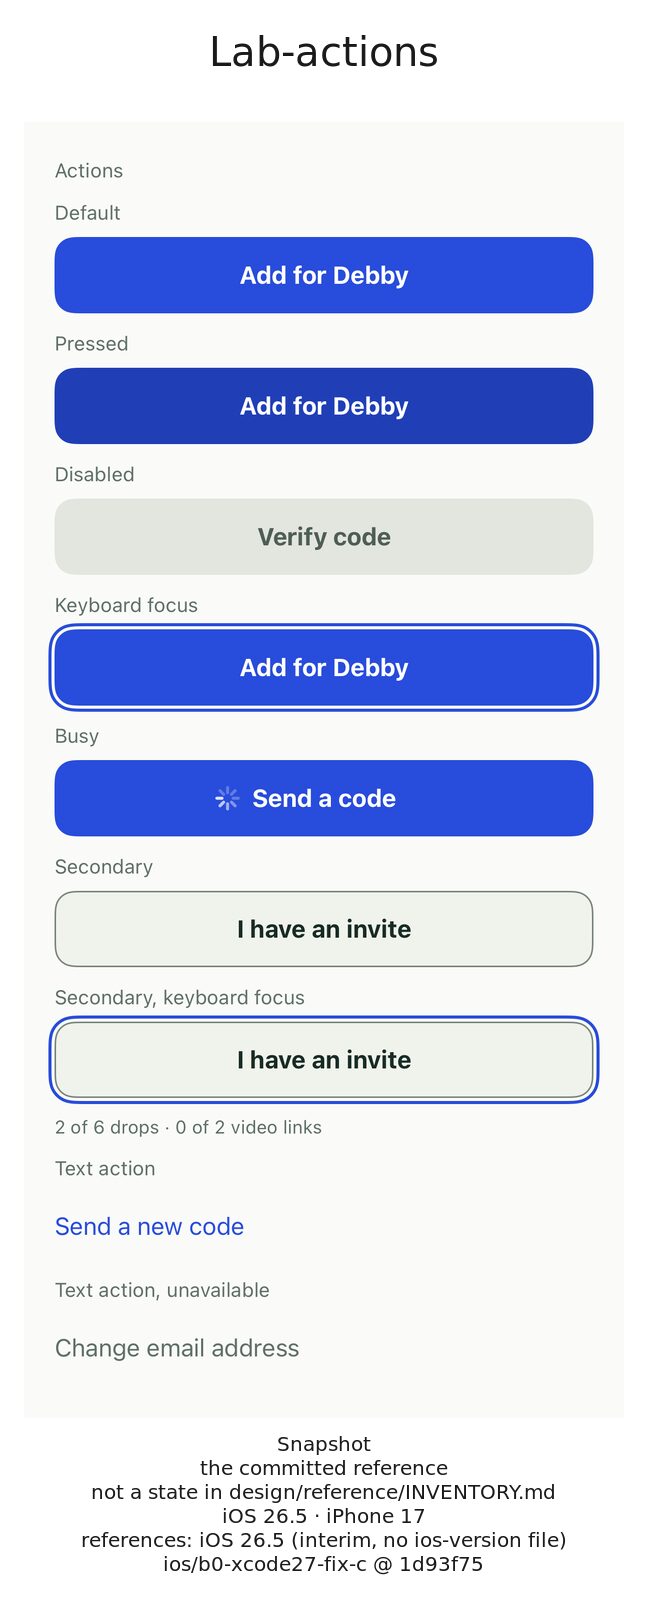 Lab-actions
Actions
Default
Add for Debby
Pressed
Add for Debby
Disabled
Verify code
Keyboard focus
Add for Debby
Busy
Send a code
Secondary
I have an invite
Secondary, keyboard focus
I have an invite
2 of 6 drops · 0 of 2 video links
Text action
Send a new code
Text action, unavailable
Change email address
Snapshot
the committed reference
not a state in design/reference/INVENTORY.md
iOS 26.5 · iPhone 17
references: iOS 26.5 (interim, no ios-version file)
ios/b0-xcode27-fix-c @ 1d93f75